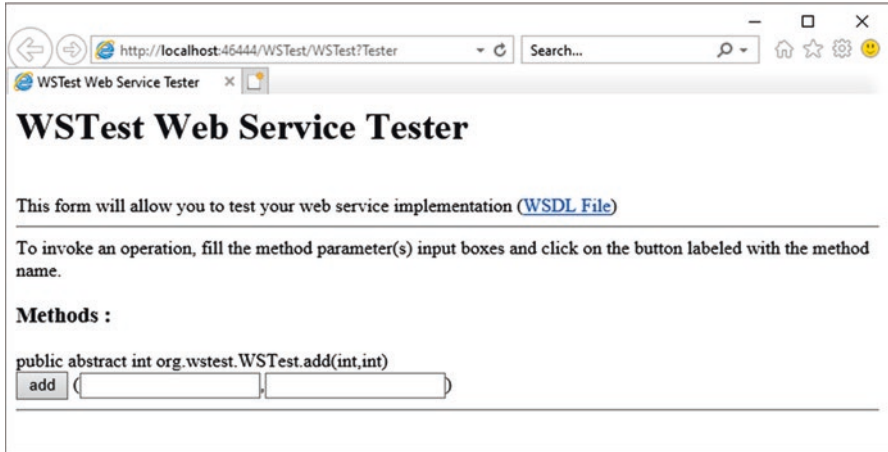 http://localhost:46444/WSTest/WSTest?Tester
Search...
WSTest Web Service Tester
WSTest Web Service Tester
This form will allow you to test your web service implementation (WSDL File)
To invoke an operation, fill the method parameter(s) input boxes and click on the button labeled with the method
name.
Methods :
public abstract int org.wstest.WSTest.add(int,int)
add ( , )